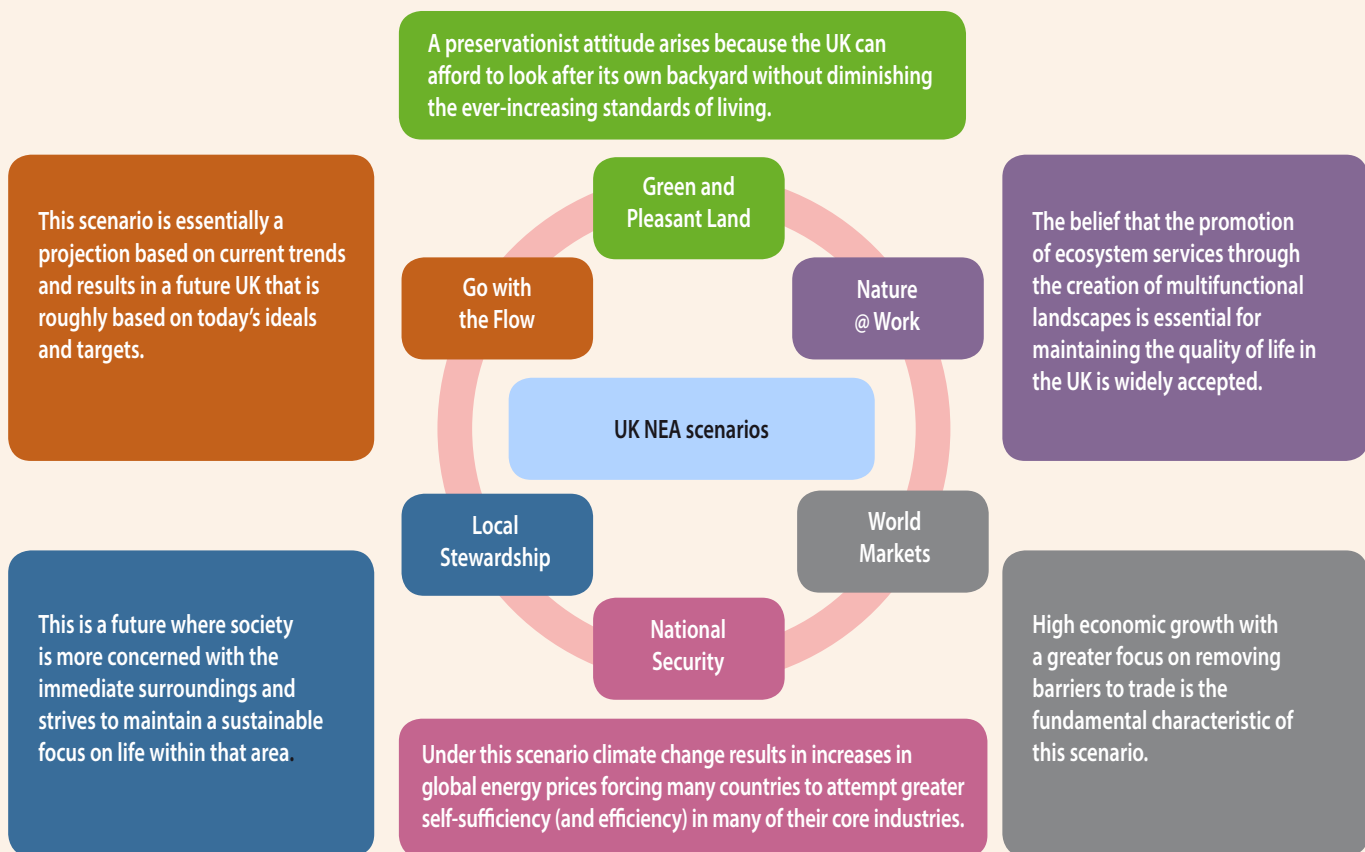 A preservationist attitude arises because the UK can
afford to look after its own backyard without diminishing
the ever-increasing standards of living.
This scenario is essentially a
projection based on current trends
and results in a future UK that is
roughly based on today’s ideals
and targets.
Green and
Pleasant Land
Go with
the Flow
Nature
@ Work
The belief that the promotion
of ecosystem services through
the creation of multifunctional
landscapes is essential for
maintaining the quality of life in
the UK is widely accepted.
UK NEA scenarios
Local
Stewardship
World
Markets
National
Security
This is a future where society
is more concerned with the
immediate surroundings and
strives to maintain a sustainable
focus on life within that area.
Under this scenario climate change results in increases in
global energy prices forcing many countries to attempt greater
self-sufficiency (and efficiency) in many of their core industries.
High economic growth with
a greater focus on removing
barriers to trade is the
fundamental characteristic of
this scenario.